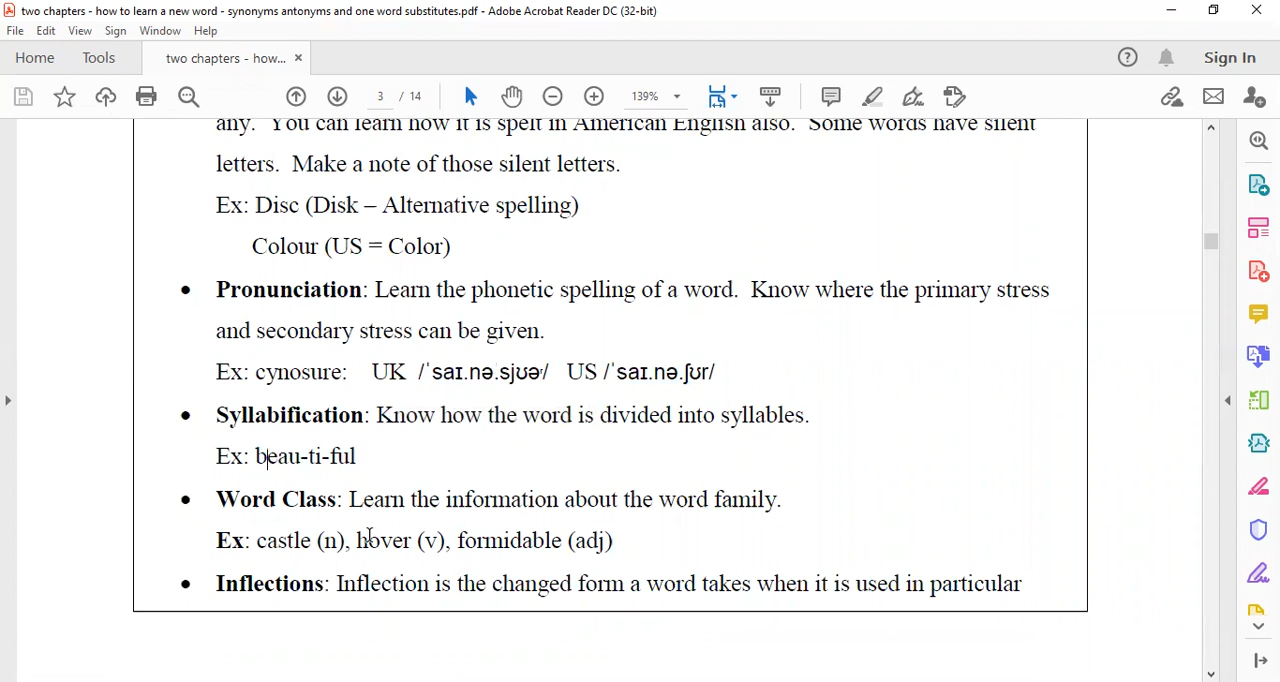 two chapters - how to learn a new word - synonyms antonyms and one word substitutes.pdf - Adobe Acrobat Reader DC (32-bit)
File Edit View Sign Window Help
Home Tools two chapters - how... × Sign In
3 / 14 139%
any. You can learn how it is spelt in American English also. Some words have silent
letters. Make a note of those silent letters.
Ex: Disc (Disk – Alternative spelling)
Colour (US = Color)
• Pronunciation: Learn the phonetic spelling of a word. Know where the primary stress
and secondary stress can be given.
Ex: cynosure: UK /ˈsaɪ.nə.sjʊəʳ/ US /ˈsaɪ.nə.ʃʊr/
• Syllabification: Know how the word is divided into syllables.
Ex: beau-ti-ful
• Word Class: Learn the information about the word family.
Ex: castle (n), hover (v), formidable (adj)
• Inflections: Inflection is the changed form a word takes when it is used in particular